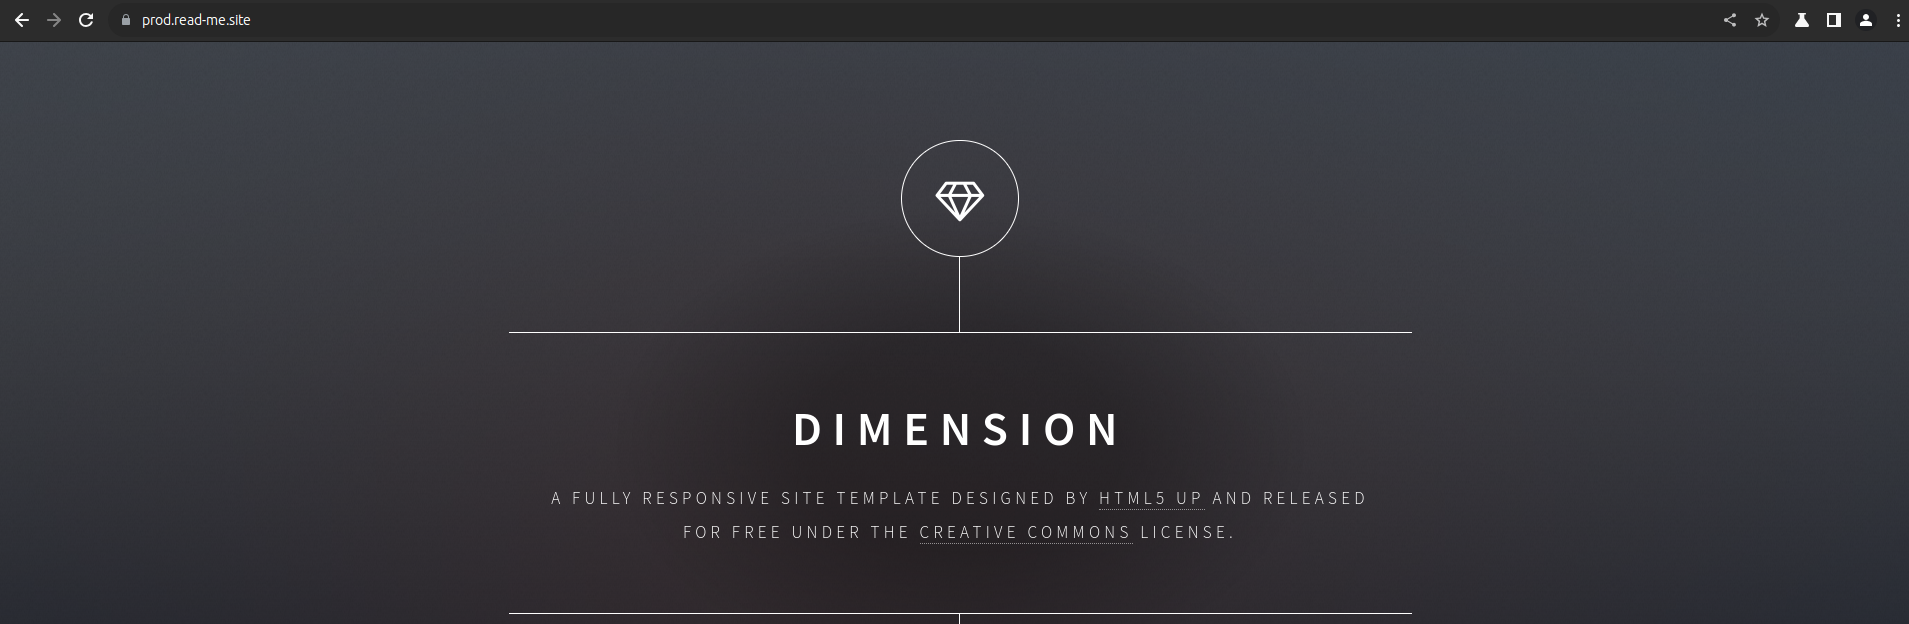 prod.read-me.site
DIMENSION
A FULLY RESPONSIVE SITE TEMPLATE DESIGNED BY HTML5 UP AND RELEASED
FOR FREE UNDER THE CREATIVE COMMONS LICENSE.